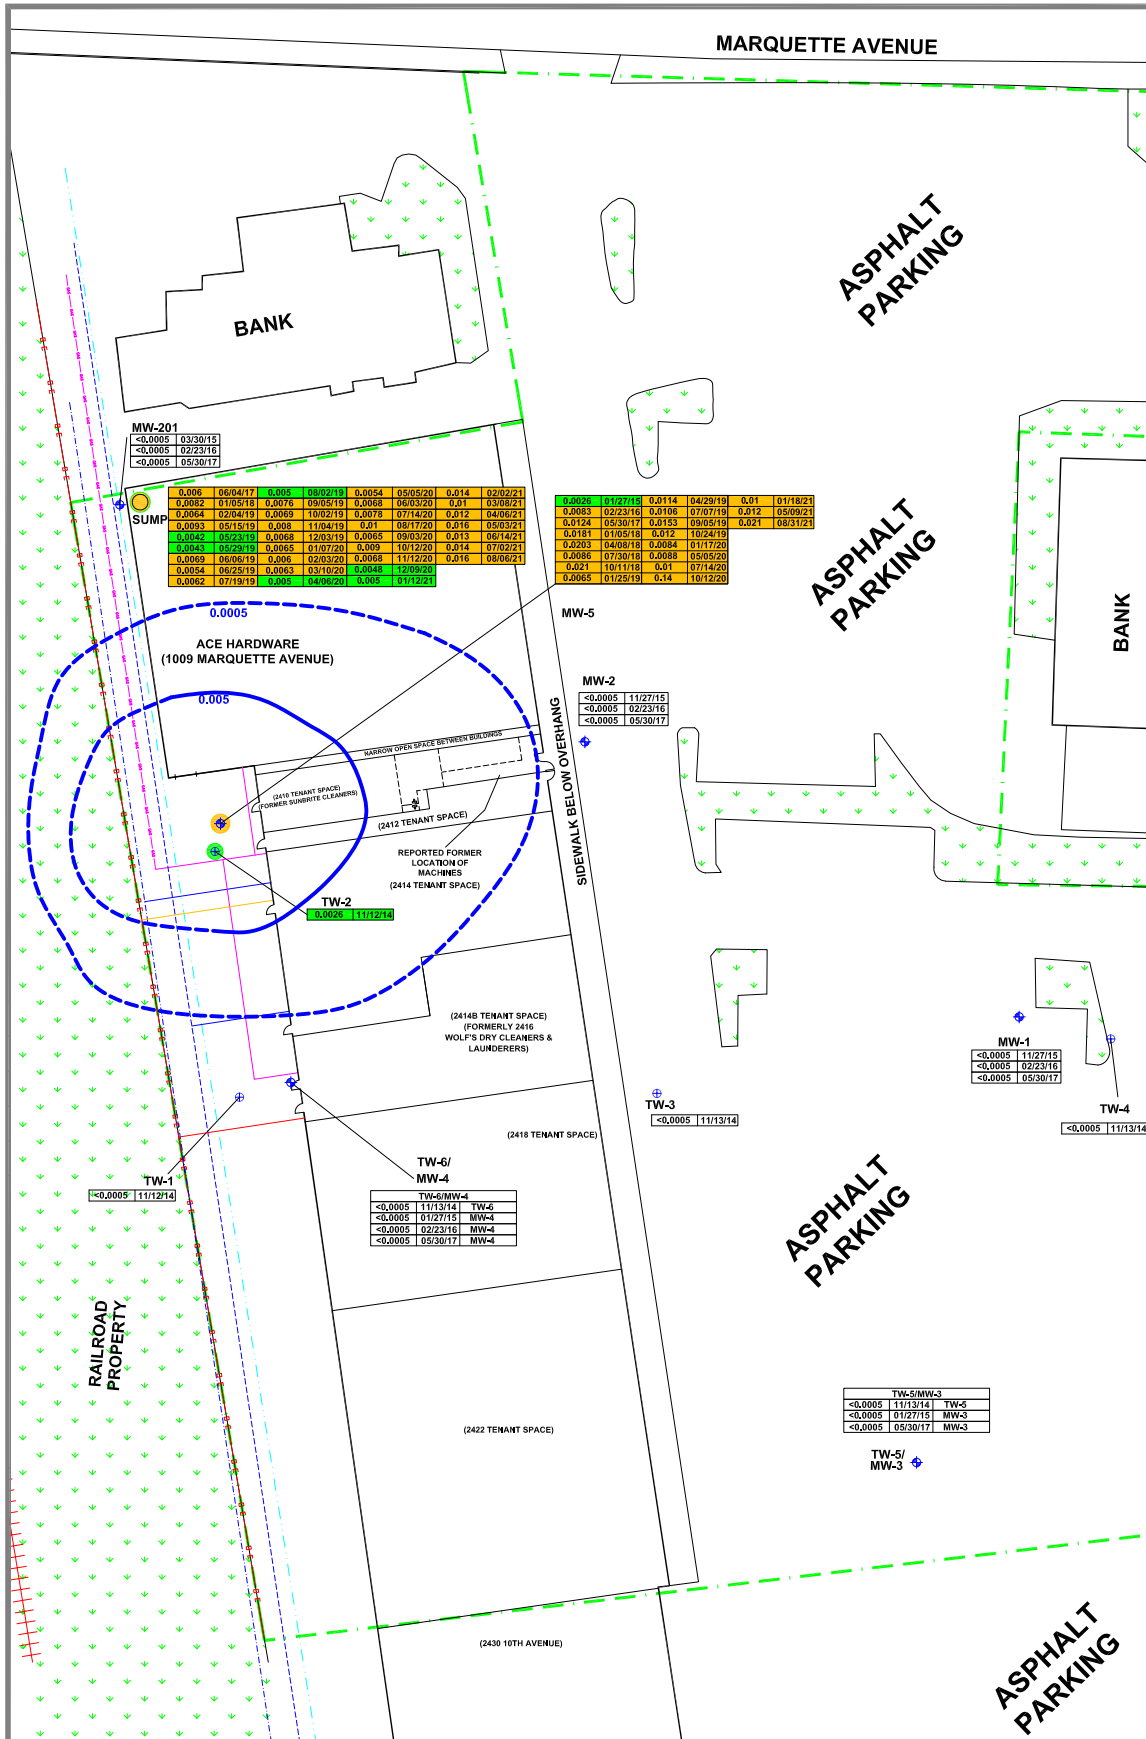 MARQUETTE AVENUE
ASPHALT
PARKING
BANK
MW-201
<0.0005 03/30/15
<0.0005 02/23/16
<0.0005 05/30/17
SUMP
0.006 06/04/17 0.005 08/02/19 0.0054 05/05/20 0.014 02/02/21
0.0082 01/05/18 0.0076 09/05/19 0.0068 06/03/20 0.01 03/08/21
0.0064 02/04/19 0.0069 10/02/19 0.0078 07/14/20 0.012 04/06/21
0.0093 05/15/19 0.008 11/04/19 0.01 08/17/20 0.016 05/03/21
0.0042 05/23/19 0.0068 12/03/19 0.0065 09/03/20 0.013 06/14/21
0.0043 05/29/19 0.0065 01/07/20 0.009 10/12/20 0.014 07/02/21
0.0069 06/06/19 0.006 02/03/20 0.0068 11/12/20 0.016 08/06/21
0.0054 06/25/19 0.0063 03/10/20 0.0048 12/09/20
0.0062 07/19/19 0.005 04/06/20 0.005 01/12/21
0.0026 01/27/15 0.0114 04/29/19 0.01 01/18/21
0.0083 02/23/16 0.0106 07/07/19 0.012 05/09/21
0.0124 05/30/17 0.0153 09/05/19 0.021 08/31/21
0.0181 01/05/18 0.012 10/24/19
0.0203 04/08/18 0.0084 01/17/20
0.0086 07/30/18 0.0088 05/05/20
0.021 10/11/18 0.01 07/14/20
0.0065 01/25/19 0.14 10/12/20
MW-5
ASPHALT
PARKING
BANK
0.0005
ACE HARDWARE
(1009 MARQUETTE AVENUE)
0.005
MW-2
<0.0005 11/27/15
<0.0005 02/23/16
<0.0005 05/30/17
SIDEWALK BELOW OVERHANG
NARROW OPEN SPACE BETWEEN BUILDINGS
(2410 TENANT SPACE)
(FORMER SUNBRITE CLEANERS)
(2412 TENANT SPACE)
REPORTED FORMER
LOCATION OF
MACHINES
(2414 TENANT SPACE)
TW-2
0.0026 11/12/14
(2414B TENANT SPACE)
(FORMERLY 2416
WOLF'S DRY CLEANERS &
LAUNDERERS)
MW-1
<0.0005 11/27/15
<0.0005 02/23/16
<0.0005 05/30/17
TW-3
<0.0005 11/13/14
TW-4
<0.0005 11/13/14
(2418 TENANT SPACE)
TW-1
<0.0005 11/12/14
TW-6/
MW-4
TW-6/MW-4
<0.0005 11/13/14 TW-6
<0.0005 01/27/15 MW-4
<0.0005 02/23/16 MW-4
<0.0005 05/30/17 MW-4
ASPHALT
PARKING
RAILROAD
PROPERTY
TW-5/MW-3
<0.0005 11/13/14 TW-5
<0.0005 01/27/15 MW-3
<0.0005 05/30/17 MW-3
TW-5/
MW-3
(2422 TENANT SPACE)
(2430 10TH AVENUE)
ASPHALT
PARKING